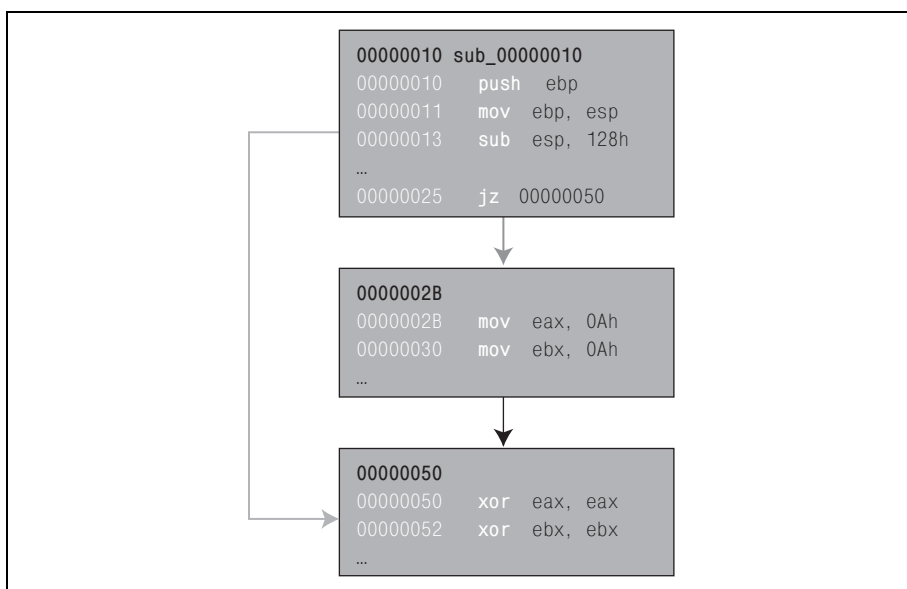 00000010 sub_00000010
00000010 push ebp
00000011 mov ebp, esp
00000013 sub esp, 128h
…
00000025 jz 00000050
0000002B
0000002B mov eax, 0Ah
00000030 mov ebx, 0Ah
…
00000050
00000050 xor eax, eax
00000052 xor ebx, ebx
…